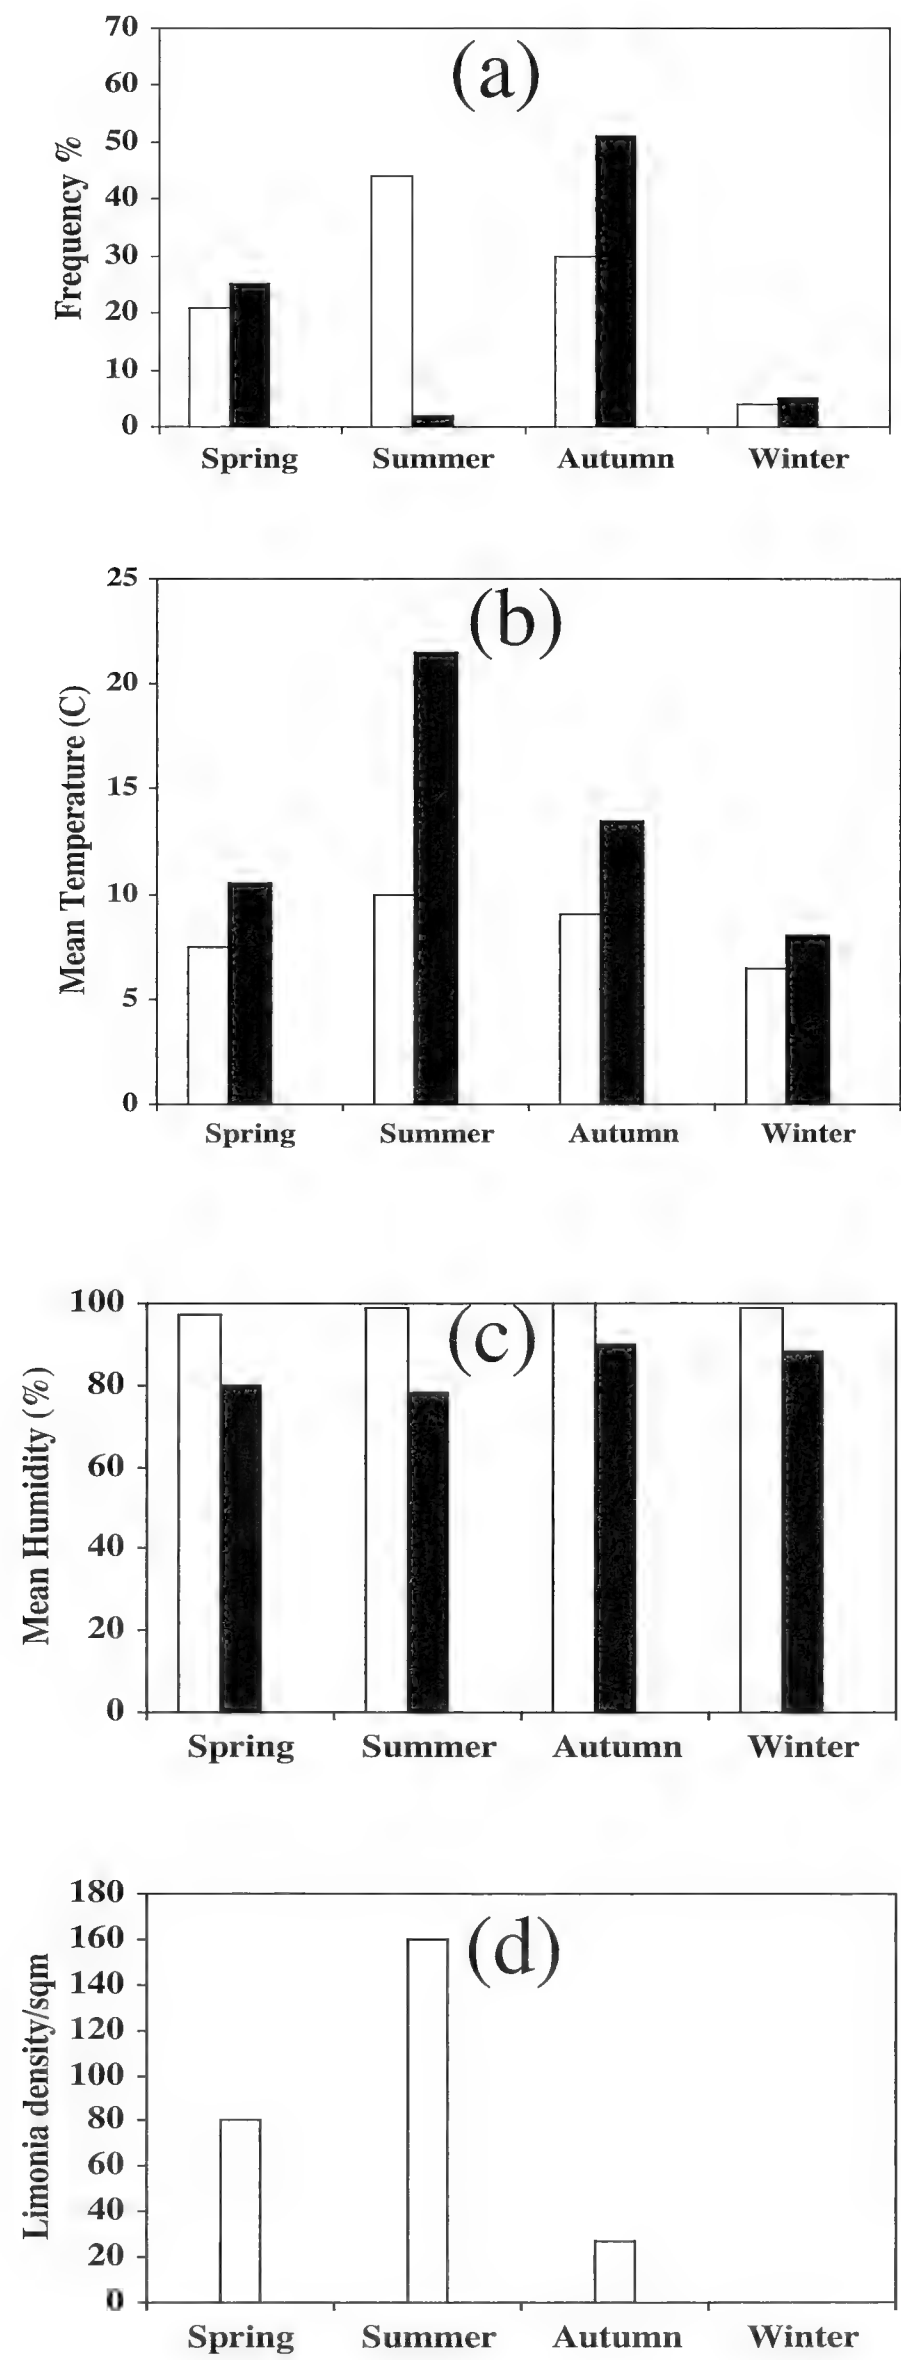 (a)
Frequency %
70
60
50
40
30
20
10
0
Spring Summer Autumn Winter
(b)
Mean Temperature (C)
25
20
15
10
5
0
Spring Summer Autumn Winter
(c)
Mean Humidity (%)
100
80
60
40
20
0
Spring Summer Autumn Winter
(d)
Limonia density/sqm
180
160
140
120
100
80
60
40
20
0
Spring Summer Autumn Winter